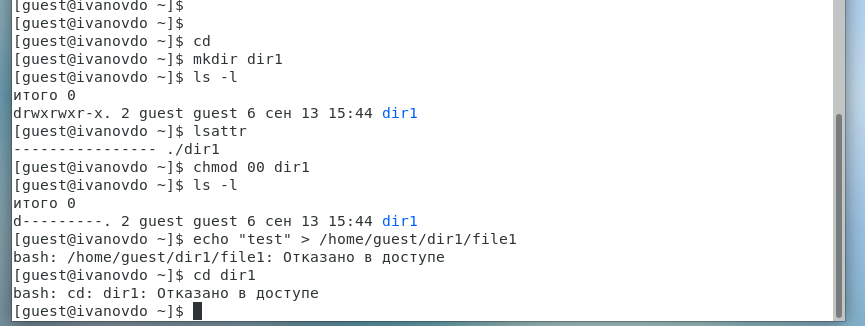 [guest@ivanovdo ~]$
[guest@ivanovdo ~]$
[guest@ivanovdo ~]$ cd
[guest@ivanovdo ~]$ mkdir dir1
[guest@ivanovdo ~]$ ls -l
итого 0
drwxrwxr-x. 2 guest guest 6 сен 13 15:44 dir1
[guest@ivanovdo ~]$ lsattr
---------------- ./dir1
[guest@ivanovdo ~]$ chmod 00 dir1
[guest@ivanovdo ~]$ ls -l
итого 0
d---------. 2 guest guest 6 сен 13 15:44 dir1
[guest@ivanovdo ~]$ echo "test" > /home/guest/dir1/file1
bash: /home/guest/dir1/file1: Отказано в доступе
[guest@ivanovdo ~]$ cd dir1
bash: cd: dir1: Отказано в доступе
[guest@ivanovdo ~]$